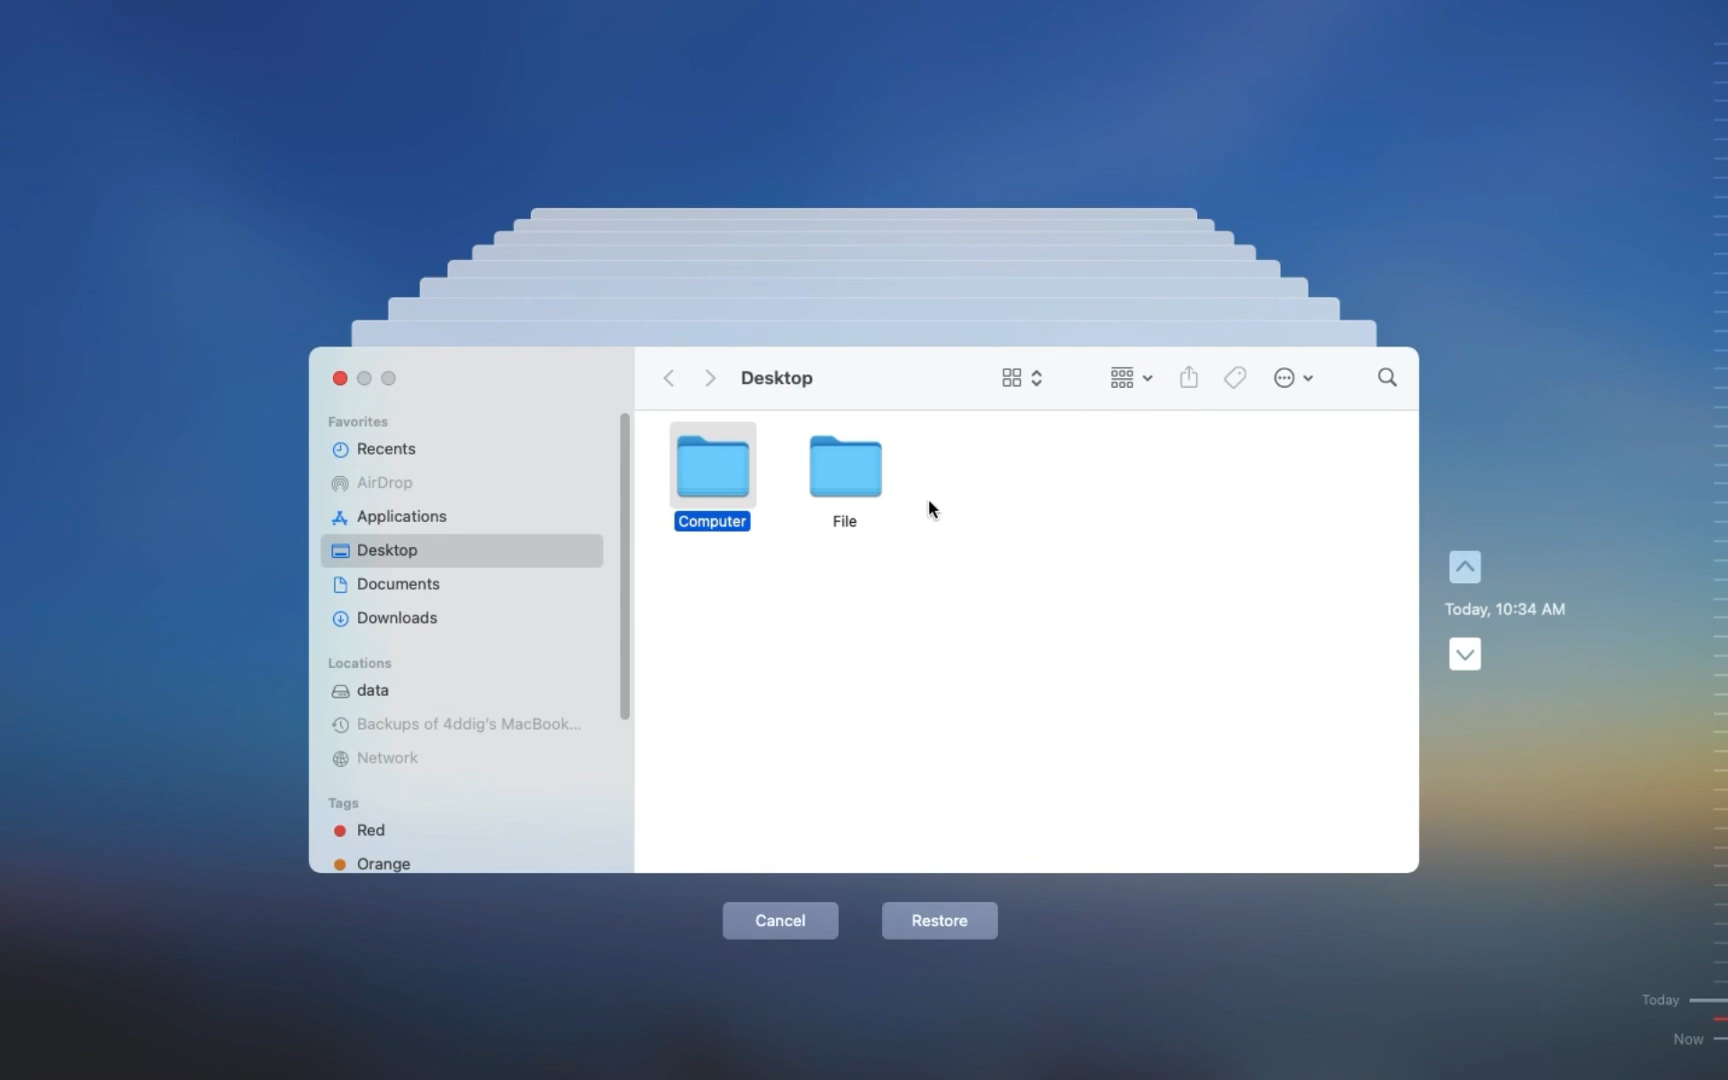 Desktop
Favorites
Recents
AirDrop
Applications
Desktop
Documents
Downloads
Locations
data
Backups of 4ddig's MacBook...
Network
Tags
Red
Orange
Computer
File
Today, 10:34 AM
Cancel
Restore
Today
Now